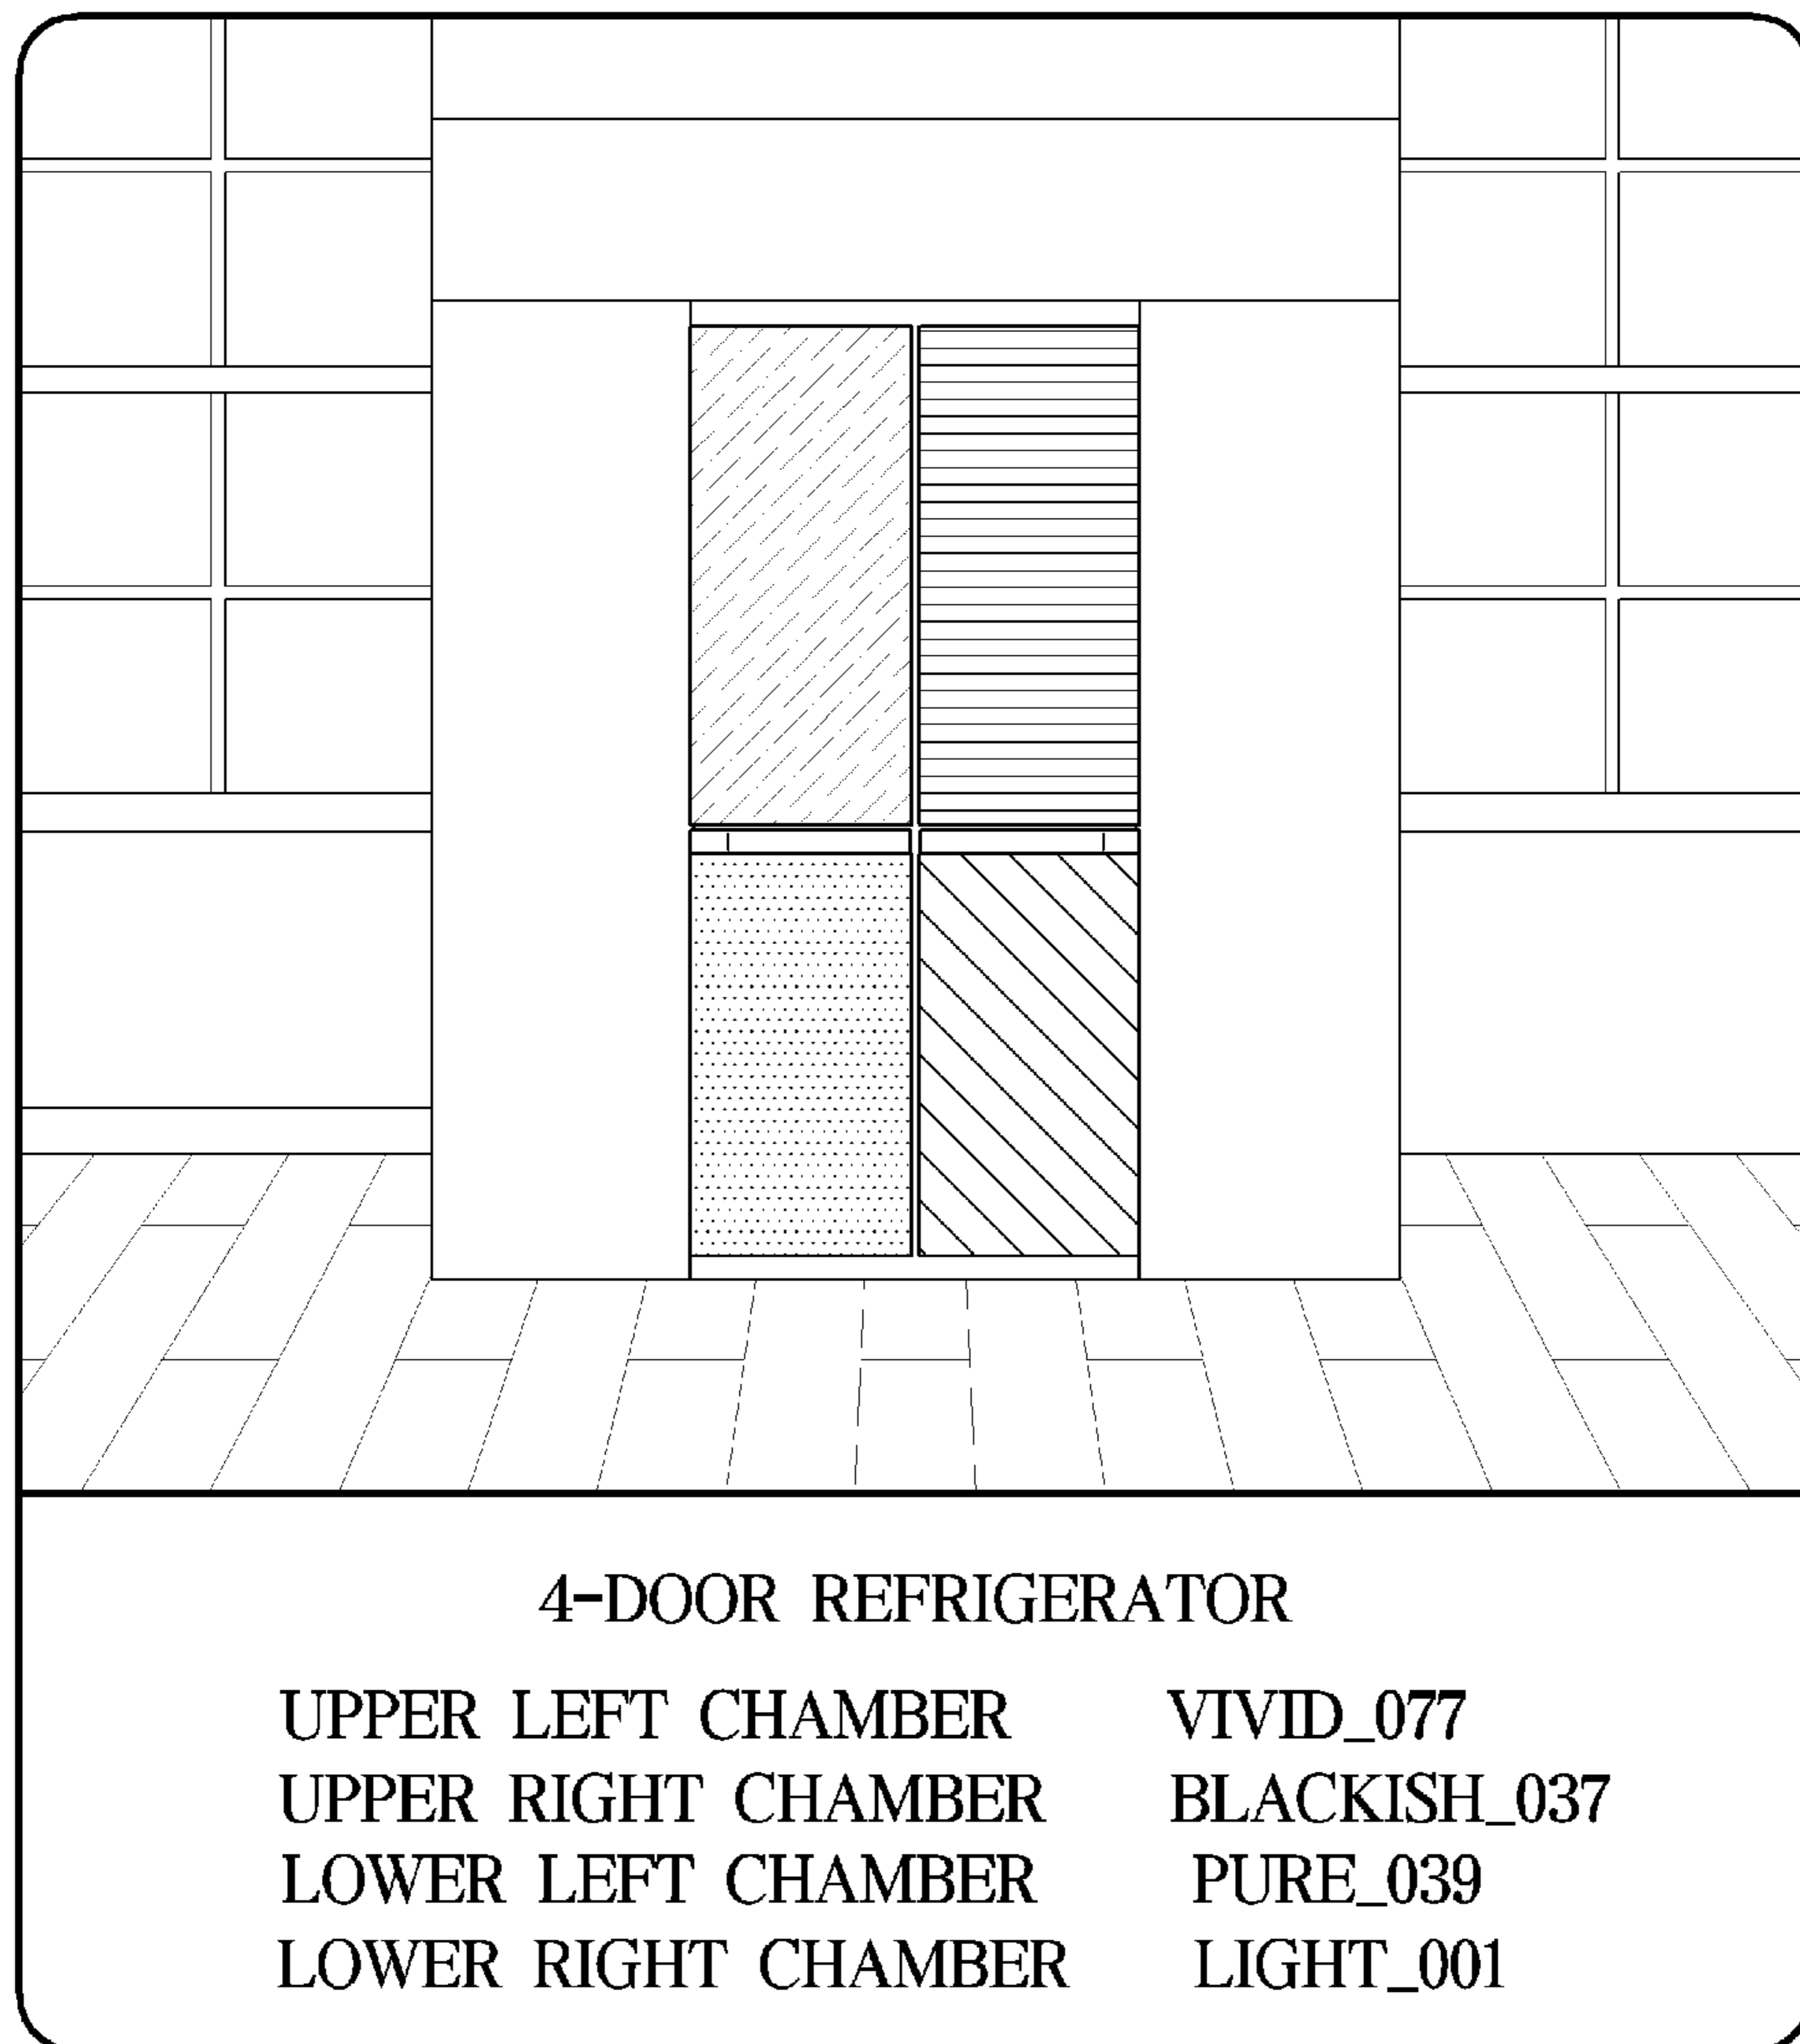 4-DOOR REFRIGERATOR
UPPER LEFT CHAMBER VIVID_077
UPPER RIGHT CHAMBER BLACKISH_037
LOWER LEFT CHAMBER PURE_039
LOWER RIGHT CHAMBER LIGHT_001